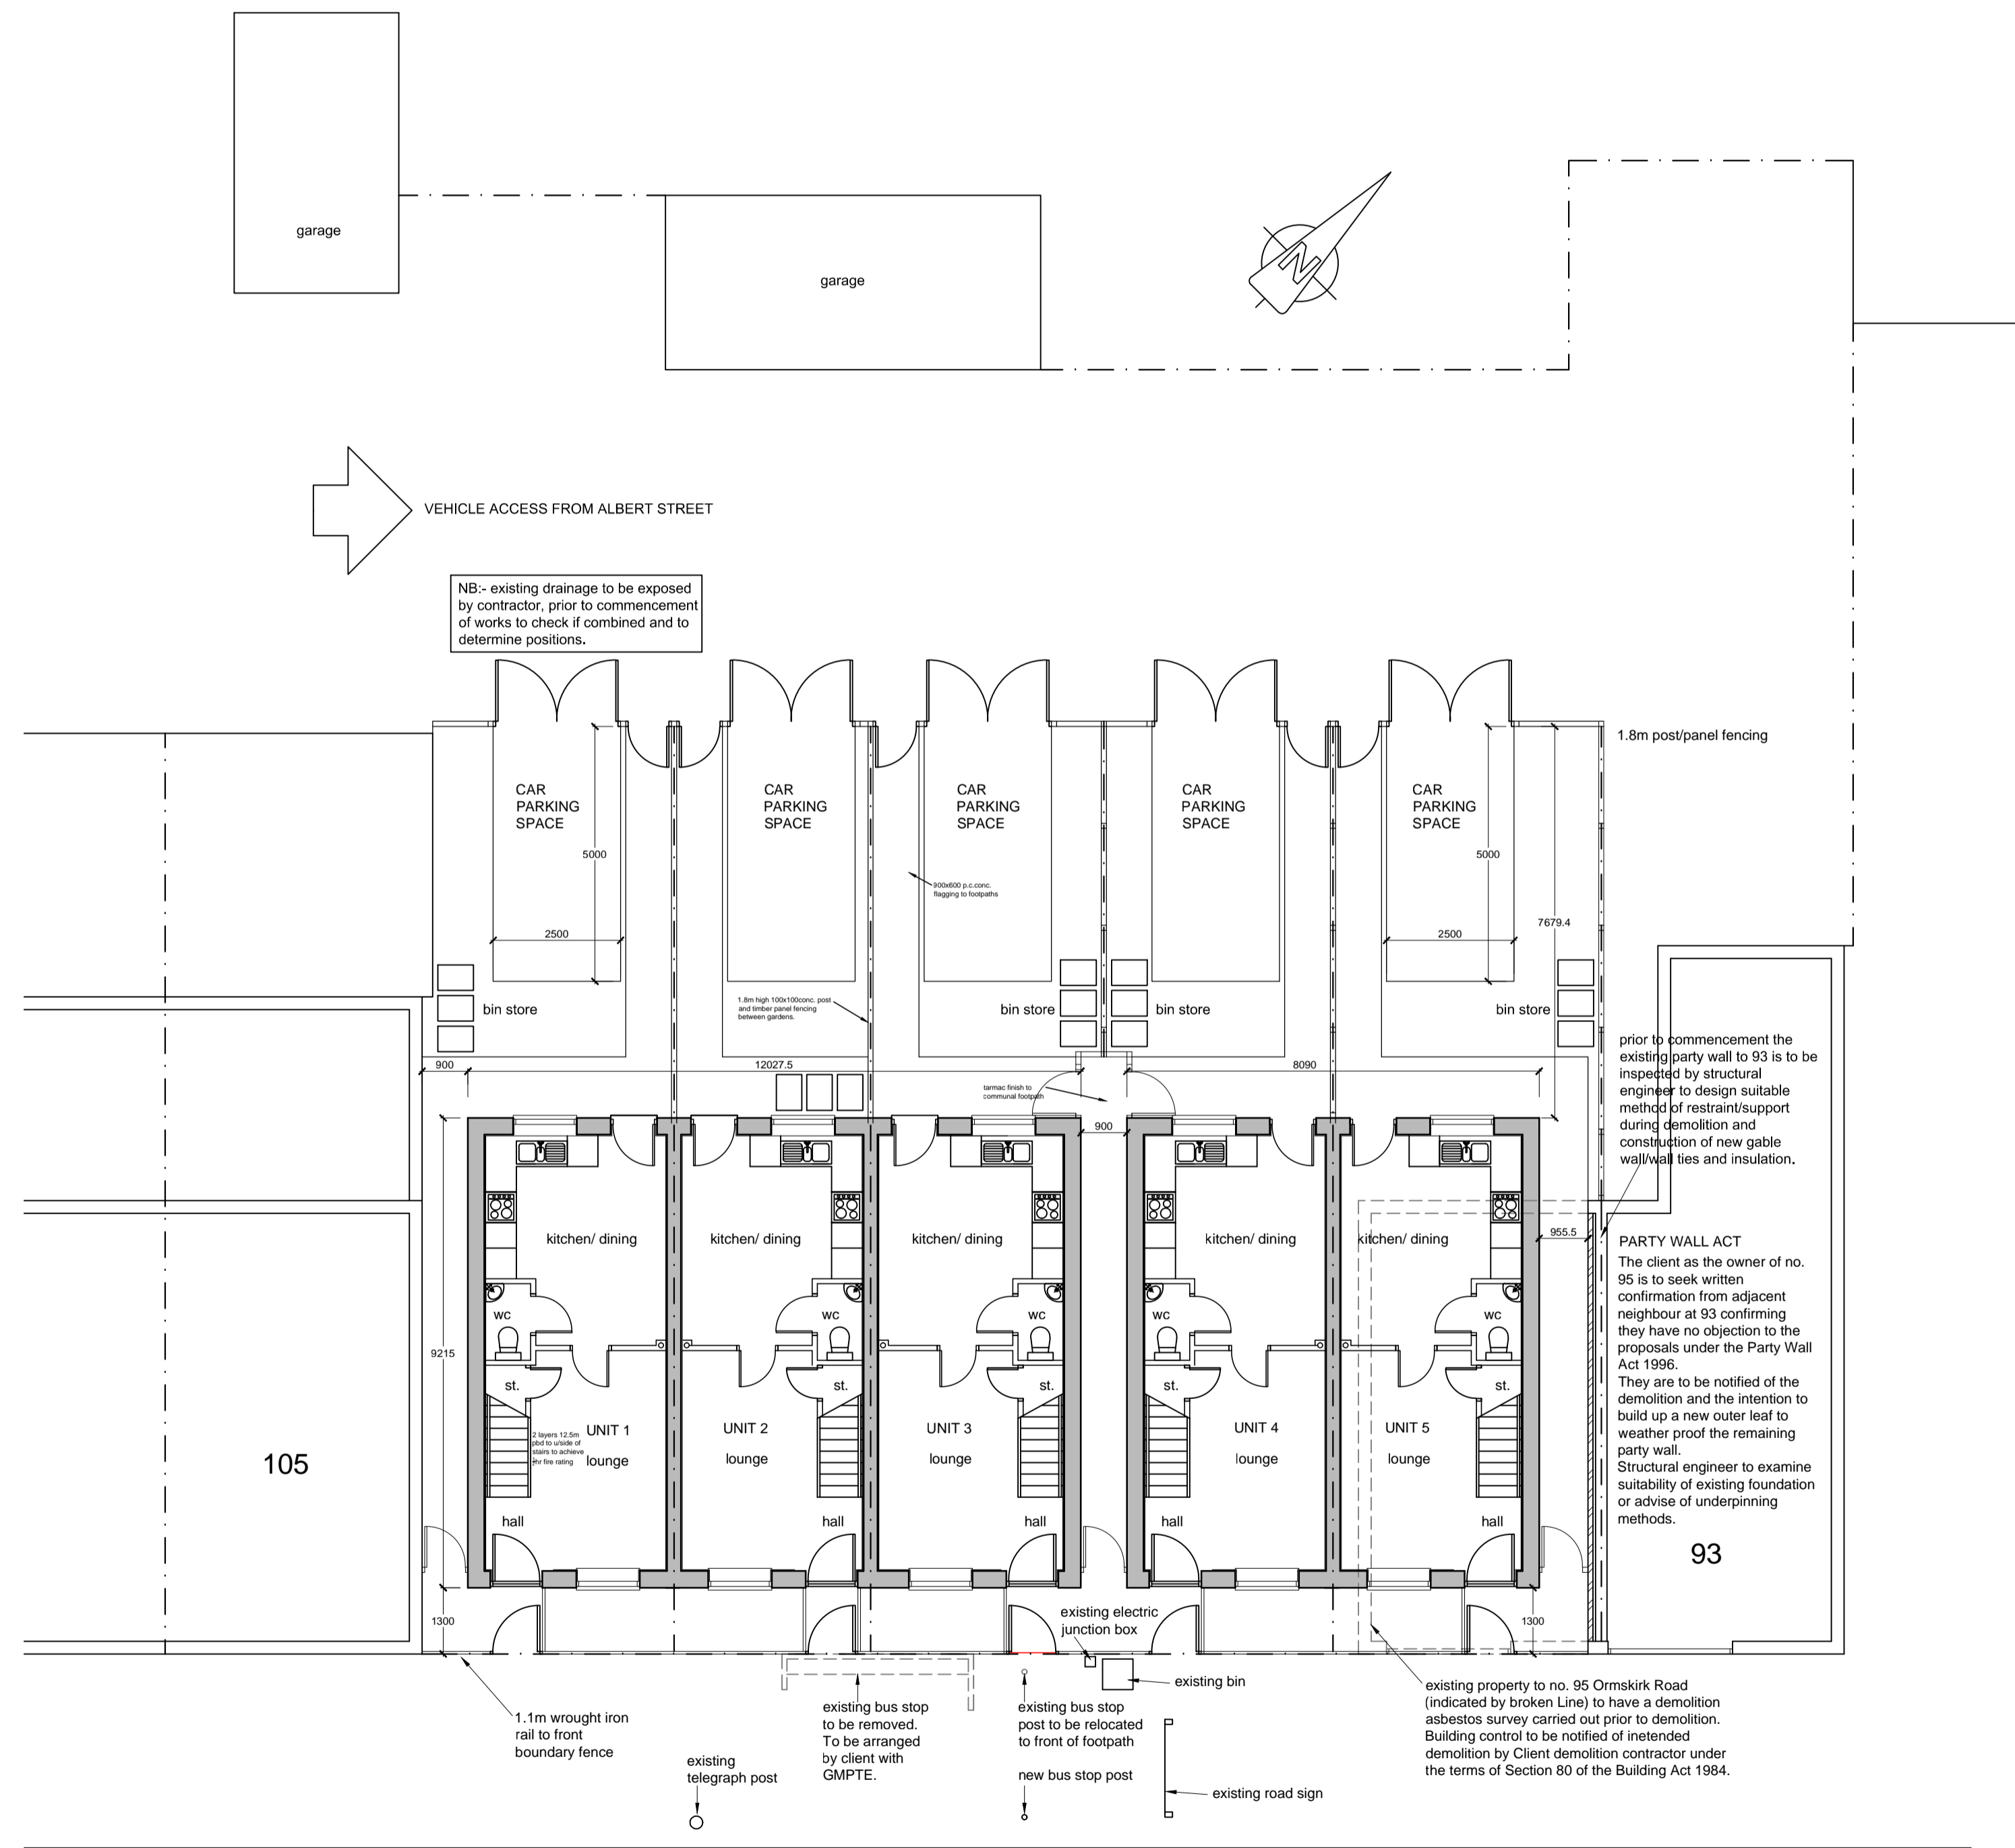 garage
garage
N
VEHICLE ACCESS FROM ALBERT STREET
NB:- existing drainage to be exposed
by contractor, prior to commencement
of works to check if combined and to
determine positions.
1.8m post/panel fencing
CAR
PARKING
SPACE
CAR
PARKING
SPACE
CAR
PARKING
SPACE
CAR
PARKING
SPACE
CAR
PARKING
SPACE
5000
5000
900x600 p.c.conc.
flagging to footpaths
7679.4
2500
2500
bin store
1.8m high 100x100conc. post
and timber panel fencing
between gardens.
bin store
bin store
bin store
prior to commencement the
existing party wall to 93 is to be
inspected by structural
engineer to design suitable
method of restraint/support
during demolition and
construction of new gable
wall/wall ties and insulation.
900
12027.5
8090
tarmac finish to
communal footpath
900
kitchen/ dining
kitchen/ dining
kitchen/ dining
kitchen/ dining
kitchen/ dining
955.5
PARTY WALL ACT
The client as the owner of no.
95 is to seek written
confirmation from adjacent
neighbour at 93 confirming
they have no objection to the
proposals under the Party Wall
Act 1996.
They are to be notified of the
demolition and the intention to
build up a new outer leaf to
weather proof the remaining
party wall.
Structural engineer to examine
suitability of existing foundation
or advise of underpinning
methods.
93
wc
wc
wc
wc
wc
9215
st.
st.
st.
st.
st.
UNIT 1
lounge
UNIT 2
lounge
UNIT 3
lounge
UNIT 4
lounge
UNIT 5
lounge
2 layers 12.5m
pbd to u/side of
stairs to achieve
hr fire rating
105
hall
hall
hall
hall
hall
1300
1300
existing electric
junction box
existing bin
1.1m wrought iron
rail to front
boundary fence
existing
telegraph post
existing bus stop
to be removed.
To be arranged
by client with
GMPTE.
existing bus stop
post to be relocated
to front of footpath
new bus stop post
existing road sign
existing property to no. 95 Ormskirk Road
(indicated by broken Line) to have a demolition
asbestos survey carried out prior to demolition.
Building control to be notified of inetended
demolition by Client demolition contractor under
the terms of Section 80 of the Building Act 1984.